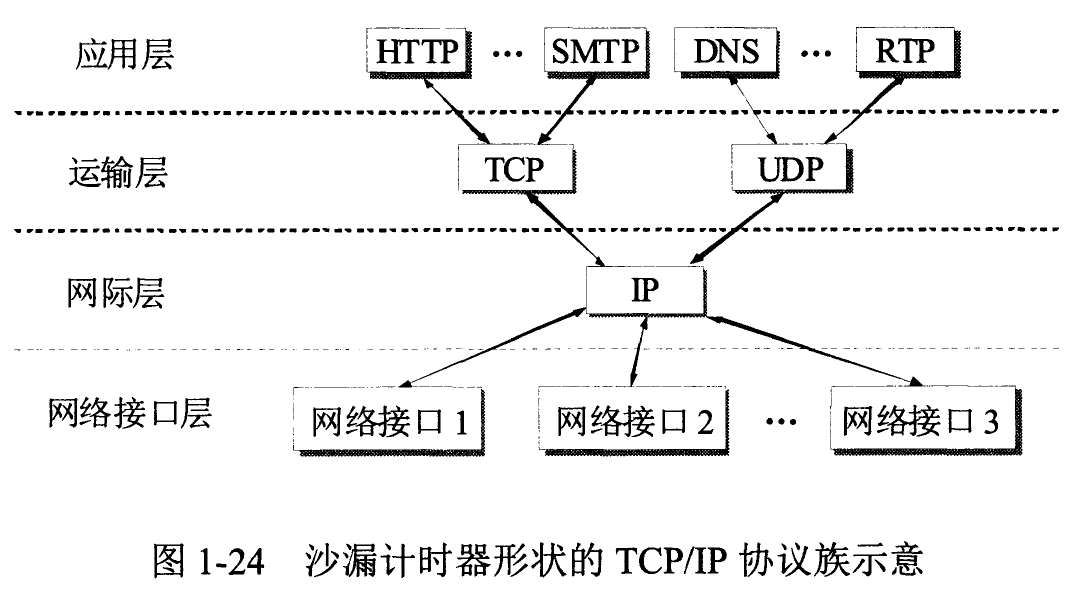 应用层 HTTP … SMTP DNS … RTP
运输层 TCP UDP
网际层 IP
网络接口层 网络接口 1 网络接口 2 … 网络接口 3
图 1-24 沙漏计时器形状的 TCP/IP 协议族示意